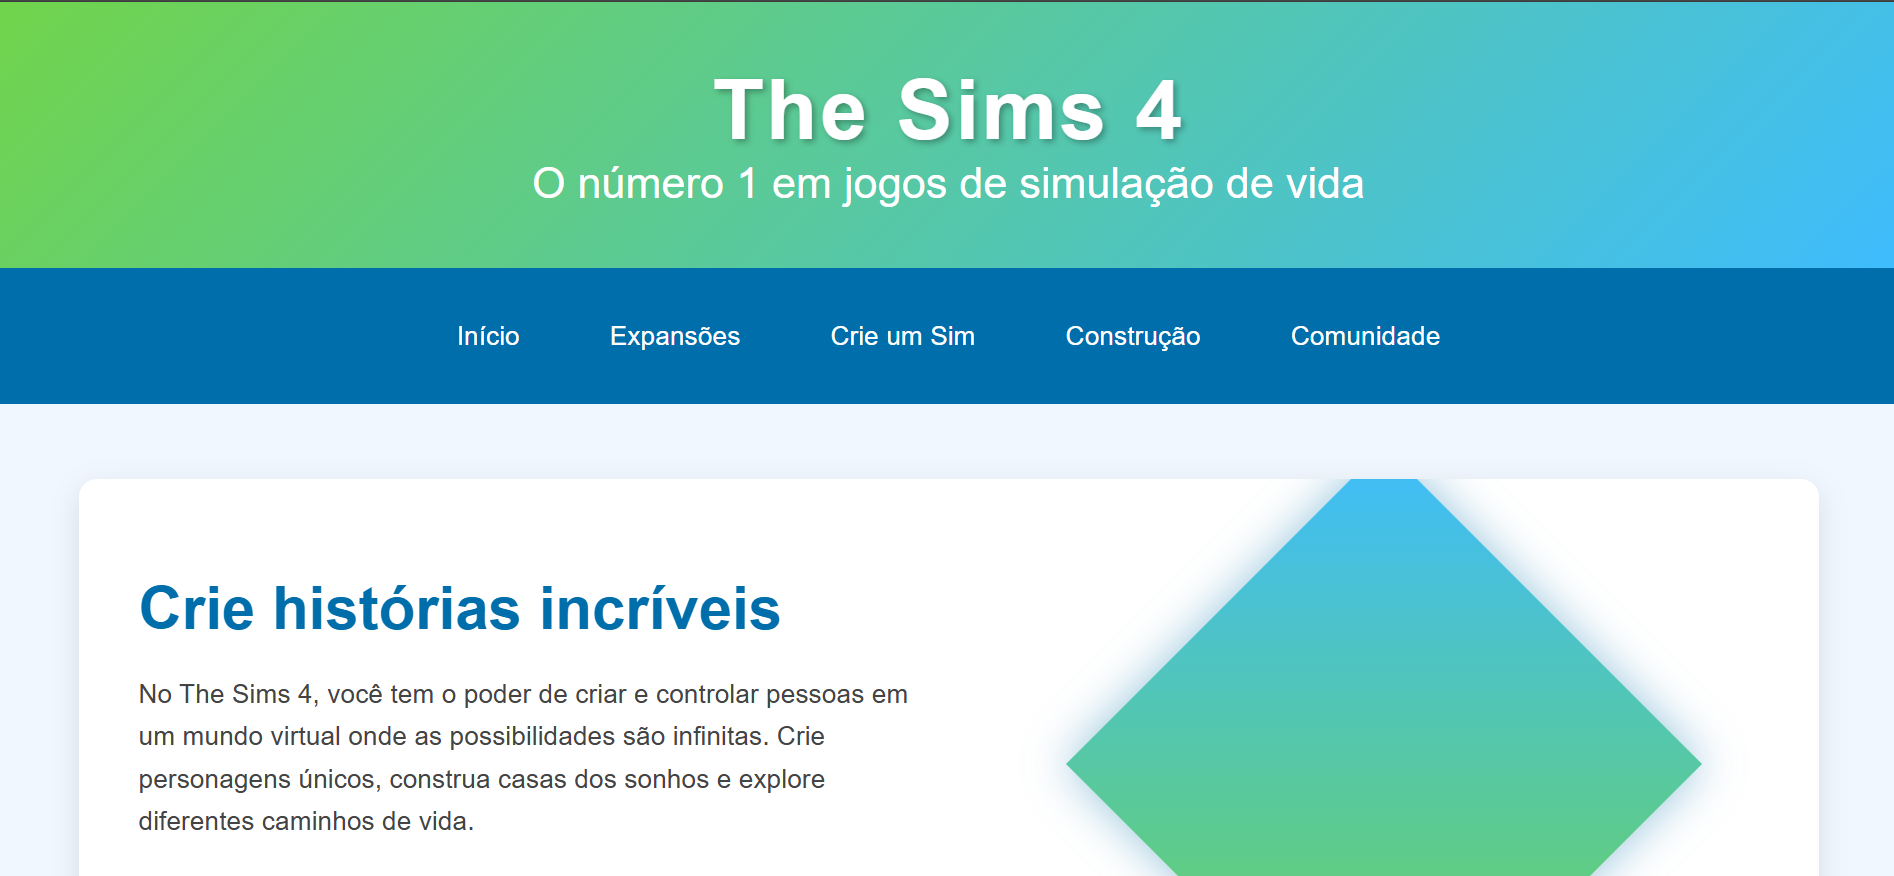 The Sims 4
O número 1 em jogos de simulação de vida
Início
Expansões
Crie um Sim
Construção
Comunidade
Crie histórias incríveis
No The Sims 4, você tem o poder de criar e controlar pessoas em
um mundo virtual onde as possibilidades são infinitas. Crie
personagens únicos, construa casas dos sonhos e explore
diferentes caminhos de vida.